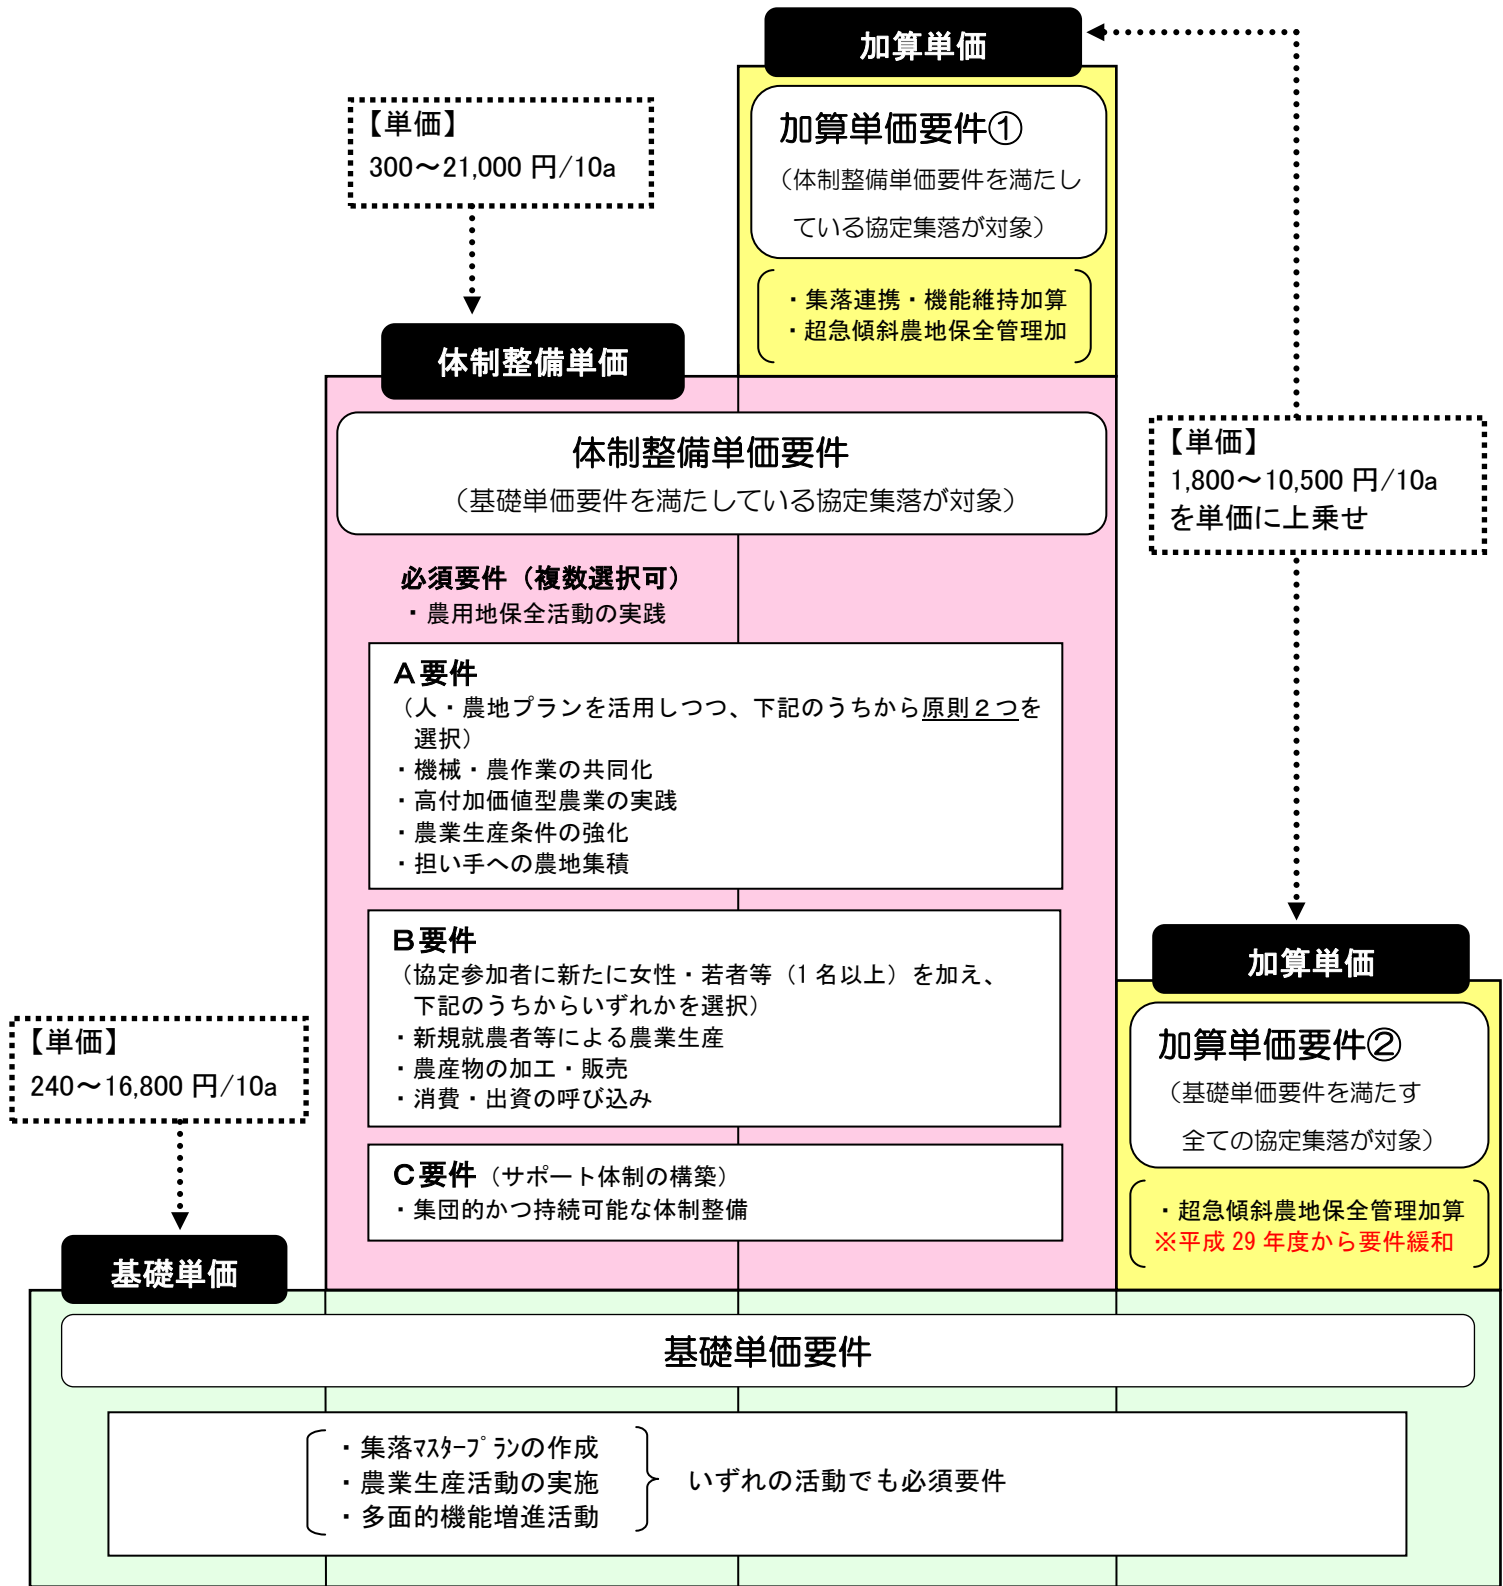 加算単価
加算単価要件①
（体制整備単価要件を満たし
ている協定集落が対象）
・集落連携・機能維持加算
・超急傾斜農地保全管理加
【単価】
300～21,000 円/10a
体制整備単価
体制整備単価要件
（基礎単価要件を満たしている協定集落が対象）
【単価】
1,800～10,500 円/10a
を単価に上乗せ
必須要件（複数選択可）
・農用地保全活動の実践
Ａ要件
（人・農地プランを活用しつつ、下記のうちから原則２つを
選択）
・機械・農作業の共同化
・高付加価値型農業の実践
・農業生産条件の強化
・担い手への農地集積
Ｂ要件
（協定参加者に新たに女性・若者等（1 名以上）を加え、
下記のうちからいずれかを選択）
・新規就農者等による農業生産
・農産物の加工・販売
・消費・出資の呼び込み
Ｃ要件（サポート体制の構築）
・集団的かつ持続可能な体制整備
加算単価
加算単価要件②
（基礎単価要件を満たす
全ての協定集落が対象）
・超急傾斜農地保全管理加算
※平成 29 年度から要件緩和
【単価】
240～16,800 円/10a
基礎単価
基礎単価要件
・集落ﾏｽﾀｰﾌﾟﾗﾝの作成
・農業生産活動の実施
・多面的機能増進活動
いずれの活動でも必須要件